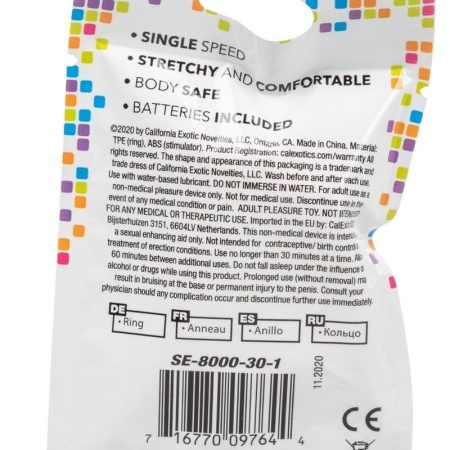 • SINGLE SPEED
• STRETCHY AND COMFORTABLE
• BODY SAFE
• BATTERIES INCLUDED
©2020 by California Exotic Novelties, LLC, Ontario, CA. Made in China. Materials:
TPE (ring), ABS (stimulator). Product Registration: calexotics.com/warranty All
rights reserved. The shape and appearance of this packaging is a trademark and
trade dress of California Exotic Novelties, LLC. Wash before and after each use.
Use with water-based lubricant. DO NOT IMMERSE IN WATER. For adult use as a
non-medical pleasure device only. Not for medical use. Discontinue use in the
event of any medical condition or pain. ADULT PLEASURE TOY. NOT INTEN
FOR ANY MEDICAL OR THERAPEUTIC USE. Imported in the EU by: CalEx
Bijsterhuizen 3151, 6604LV Netherlands. This non-medical device is inten
a sexual enhancing aid only. Not intended for contraceptive/ birth control
treatment of erection conditions. Use no longer than 30 minutes at a time. Al
60 minutes between additional uses. Do not fall asleep under the influence
alcohol or drugs while using this product. Prolonged use (without removal) ma
result in bruising at the base or permanent injury to the penis. Consult your
physician should any complication occur and discontinue further use immediately.
DE
• Ring
FR
• Anneau
ES
• Anillo
RU
• Кольцо
SE-8000-30-1
11.2020
7 16770 09764 4
CE